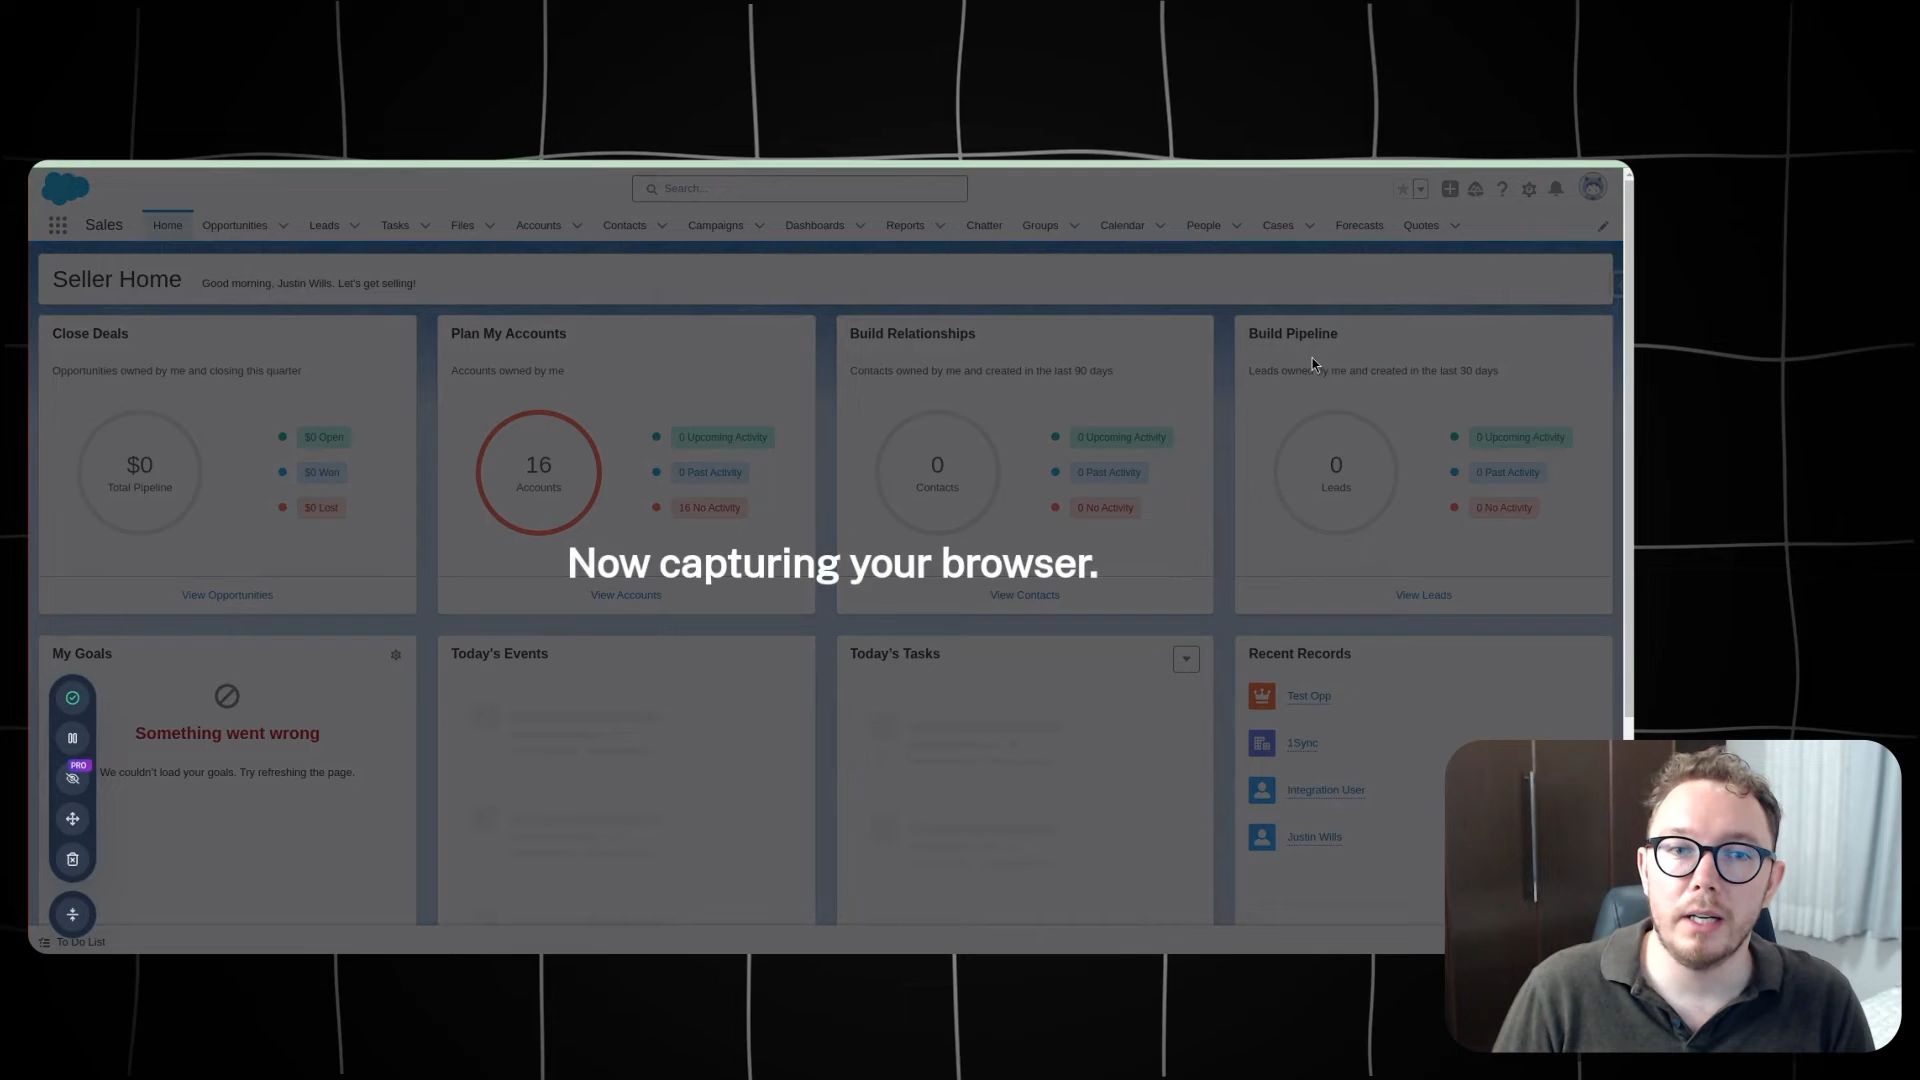 Search...
Sales
Home
Opportunities
Leads
Tasks
Files
Accounts
Contacts
Campaigns
Dashboards
Reports
Chatter
Groups
Calendar
People
Cases
Forecasts
Quotes
Seller Home
Good morning, Justin Wills. Let's get selling!
Close Deals
Opportunities owned by me and closing this quarter
$0
Total Pipeline
$0 Open
$0 Won
$0 Lost
View Opportunities
Plan My Accounts
Accounts owned by me
16
Accounts
0 Upcoming Activity
0 Past Activity
16 No Activity
View Accounts
Build Relationships
Contacts owned by me and created in the last 90 days
0
Contacts
0 Upcoming Activity
0 Past Activity
0 No Activity
View Contacts
Build Pipeline
Leads owned by me and created in the last 30 days
0
Leads
0 Upcoming Activity
0 Past Activity
0 No Activity
View Leads
Now capturing your browser.
My Goals
Something went wrong
We couldn't load your goals. Try refreshing the page.
PRO
Today's Events
Today's Tasks
Recent Records
Test Opp
1Sync
Integration User
Justin Wills
To Do List